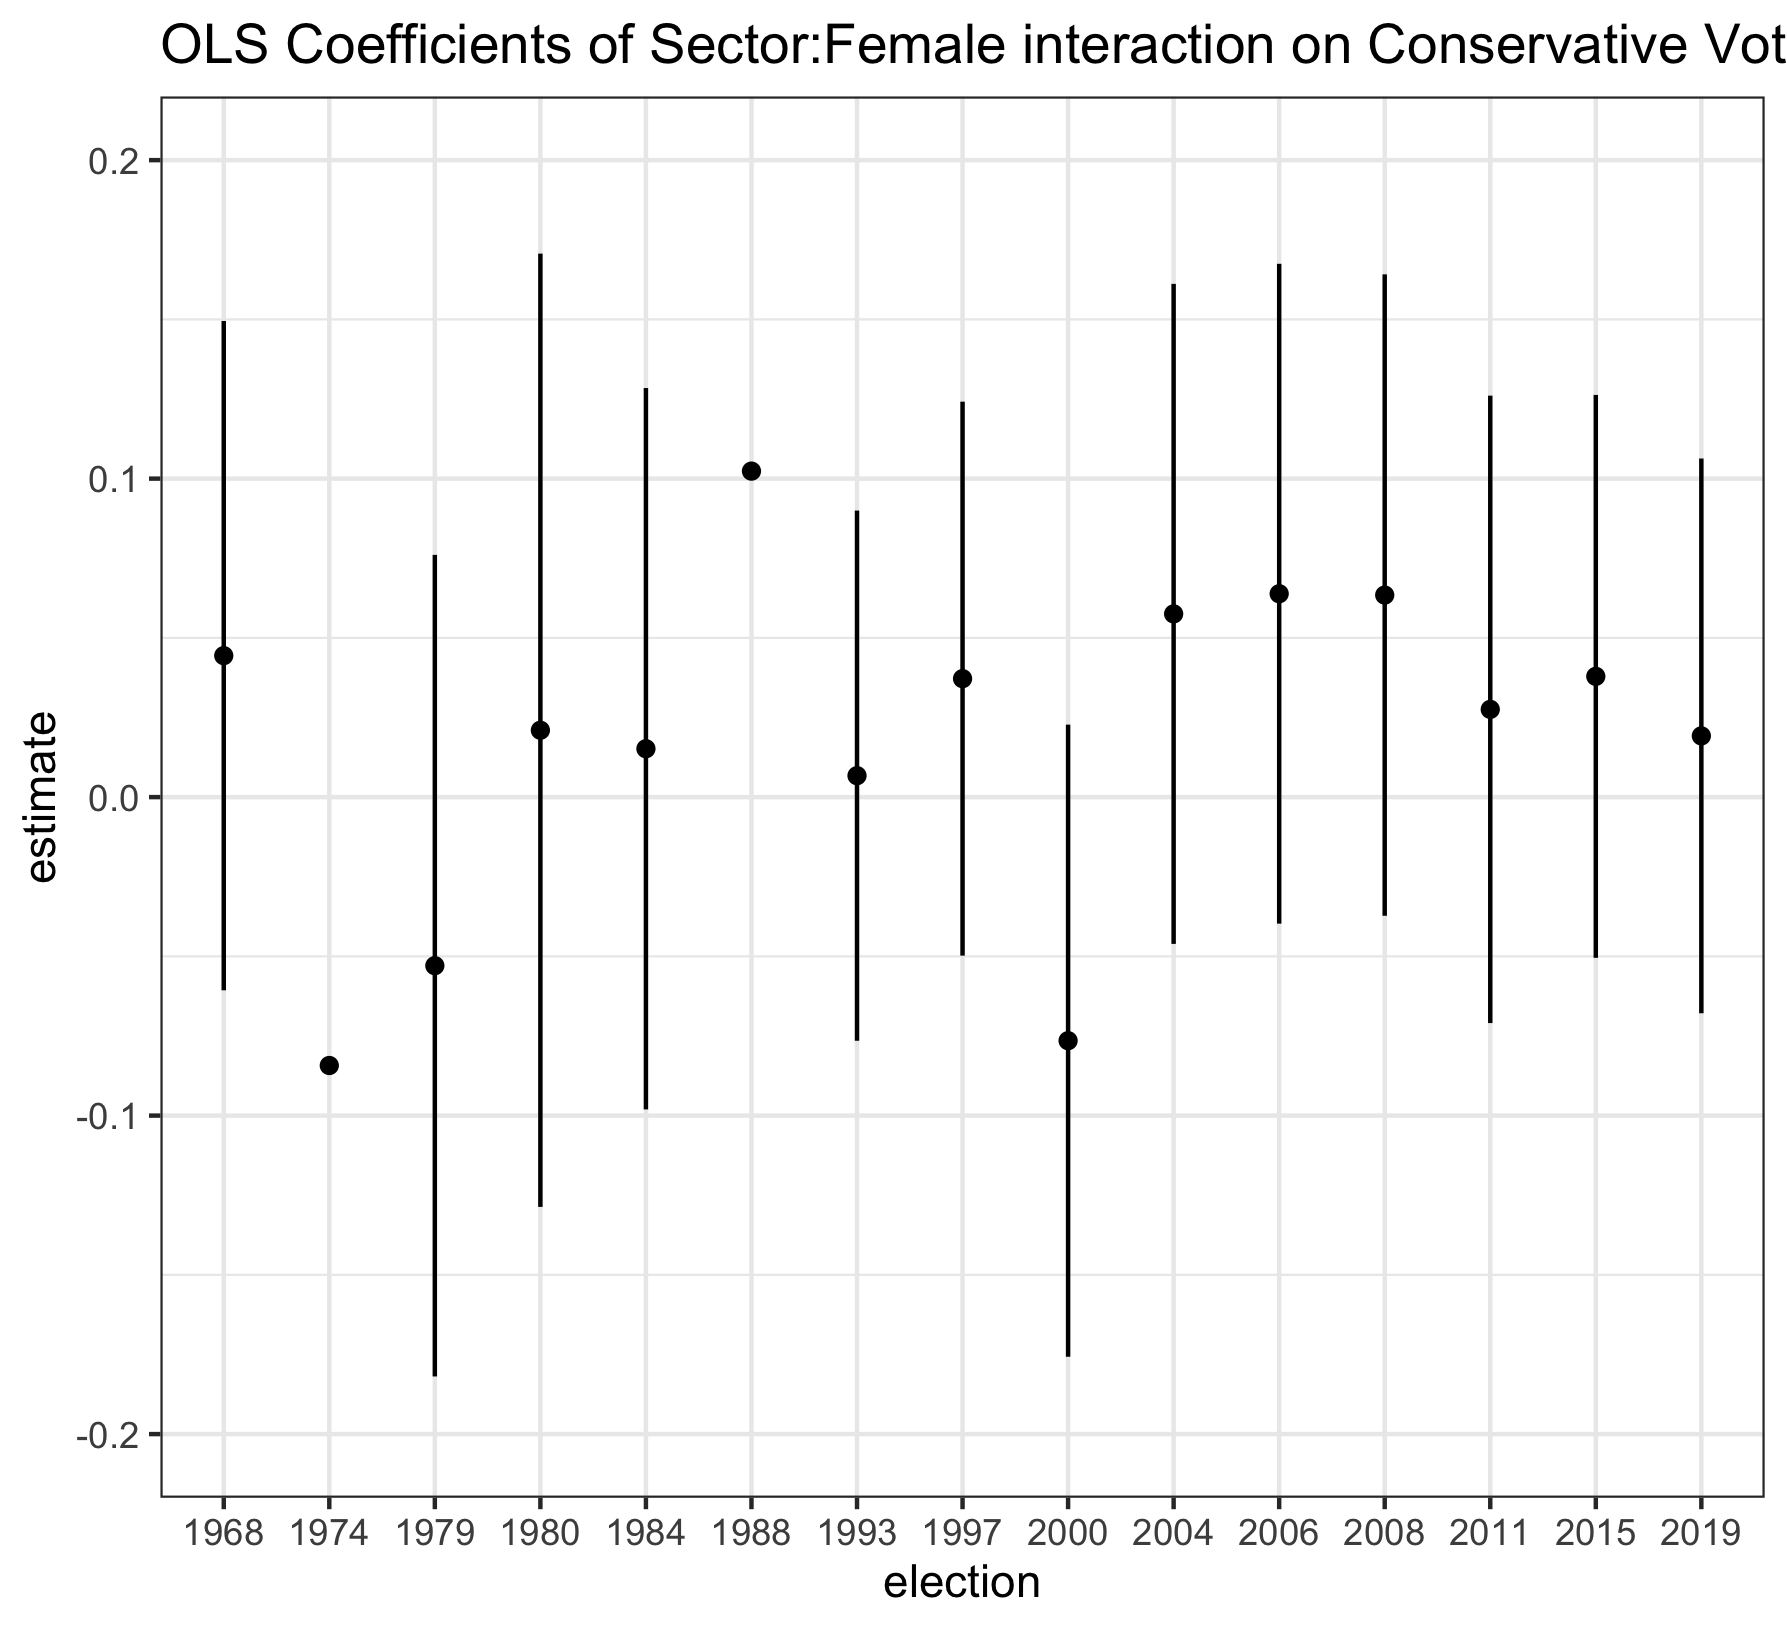 OLS Coefficients of Sector:Female interaction on Conservative Vot
0.2
0.1
0.0
-0.1
-0.2
estimate
1968 1974 1979 1980 1984 1988 1993 1997 2000 2004 2006 2008 2011 2015 2019
election